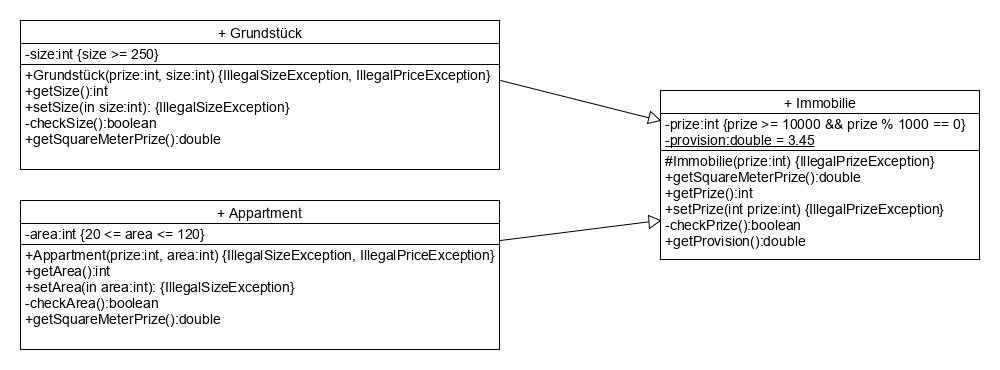 + Grundstück
-size:int {size >= 250}
+Grundstück(prize:int, size:int) {IllegalSizeException, IllegalPriceException}
+getSize():int
+setSize(in size:int): {IllegalSizeException}
-checkSize():boolean
+getSquareMeterPrize():double
+ Appartment
-area:int {20 <= area <= 120}
+Appartment(prize:int, area:int) {IllegalSizeException, IllegalPriceException}
+getArea():int
+setArea(in area:int): {IllegalSizeException}
-checkArea():boolean
+getSquareMeterPrize():double
+ Immobilie
-prize:int {prize >= 10000 && prize % 1000 == 0}
-provision:double = 3.45
#Immobilie(prize:int) {IllegalPrizeException}
+getSquareMeterPrize():double
+getPrize():int
+setPrize(int prize:int) {IllegalPrizeException}
-checkPrize():boolean
+getProvision():double